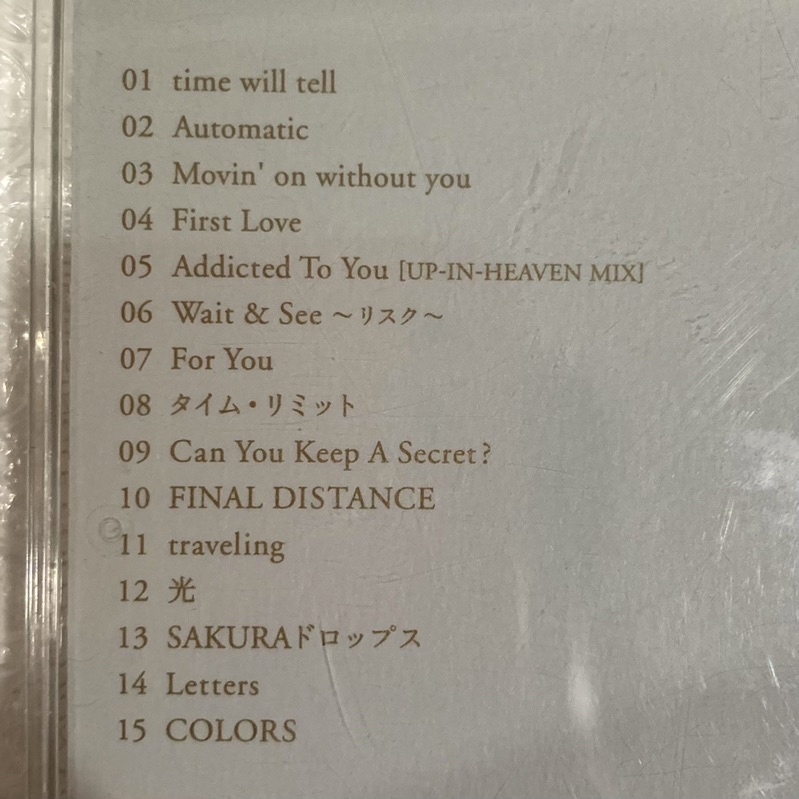 01 time will tell
02 Automatic
03 Movin' on without you
04 First Love
05 Addicted To You [UP-IN-HEAVEN MIX]
06 Wait & See ～リスク～
07 For You
08 タイム・リミット
09 Can You Keep A Secret?
10 FINAL DISTANCE
11 traveling
12 光
13 SAKURAドロップス
14 Letters
15 COLORS